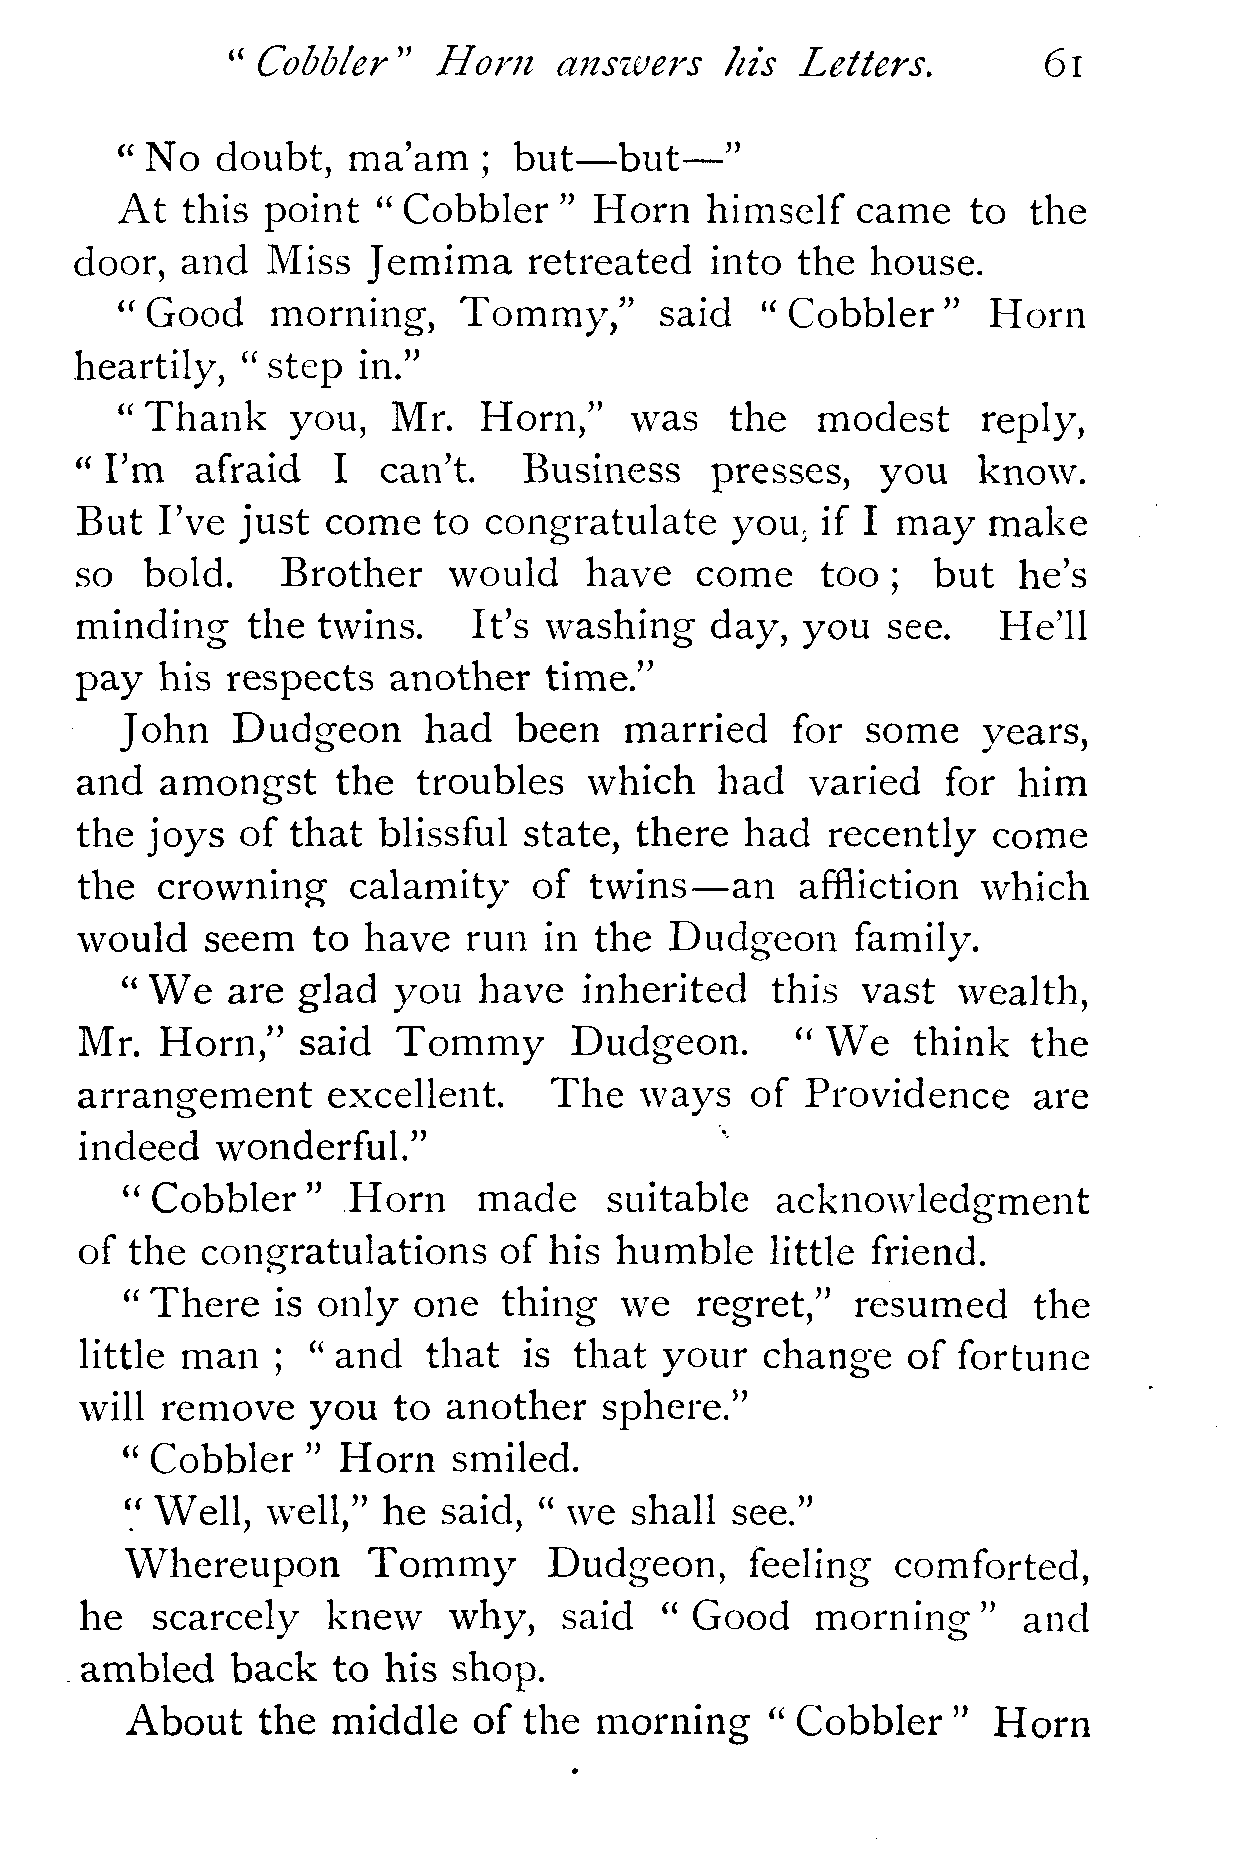 “ Cobbler ” Horn answers his Letters. 61
“ No doubt, ma’am ; but—but—”
At this point “ Cobbler ” Horn himself came to the
door, and Miss Jemima retreated into the house.
“ Good morning, Tommy,” said “ Cobbler ” Horn
heartily, “ step in.”
“ Thank you, Mr. Horn,” was the modest reply,
“ I’m afraid I can’t. Business presses, you know.
But I’ve just come to congratulate you, if I may make
so bold. Brother would have come too ; but he’s
minding the twins. It’s washing day, you see. He’ll
pay his respects another time.”
John Dudgeon had been married for some years,
and amongst the troubles which had varied for him
the joys of that blissful state, there had recently come
the crowning calamity of twins—an affliction which
would seem to have run in the Dudgeon family.
“ We are glad you have inherited this vast wealth,
Mr. Horn,” said Tommy Dudgeon. “ We think the
arrangement excellent. The ways of Providence are
indeed wonderful.”
“ Cobbler ” Horn made suitable acknowledgment
of the congratulations of his humble little friend.
“ There is only one thing we regret,” resumed the
little man ; “ and that is that your change of fortune
will remove you to another sphere.”
“ Cobbler ” Horn smiled.
“ Well, well,” he said, “ we shall see.”
Whereupon Tommy Dudgeon, feeling comforted,
he scarcely knew why, said “ Good morning ” and
ambled back to his shop.
About the middle of the morning “ Cobbler ” Horn